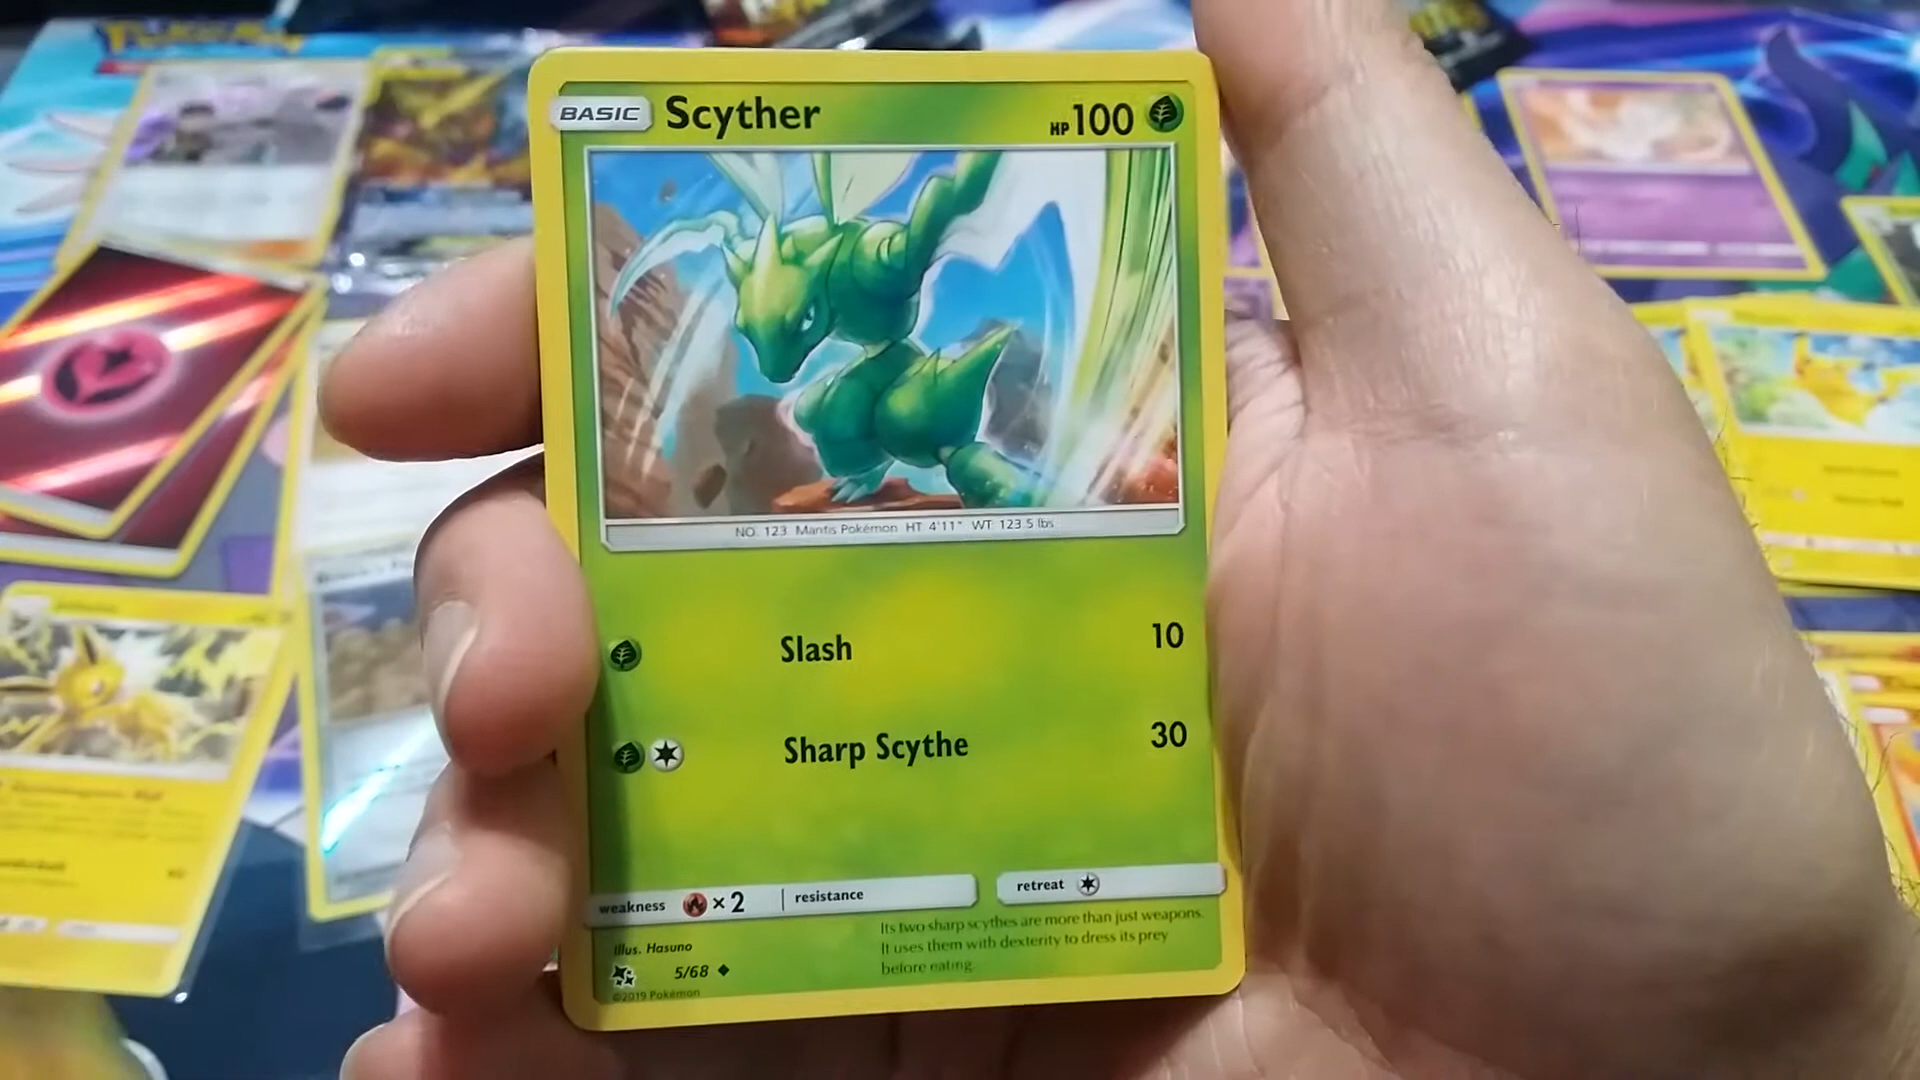 POKÉMON
BASIC Scyther HP 100
NO. 123 Mantis Pokémon HT: 4'11" WT: 123.5 lbs
Slash 10
Sharp Scythe 30
weakness ×2 resistance retreat
Its two sharp scythes are more than just weapons.
It uses them with dexterity to dress its prey
before eating.
Illus. Hasuno
5/68
©2019 Pokémon